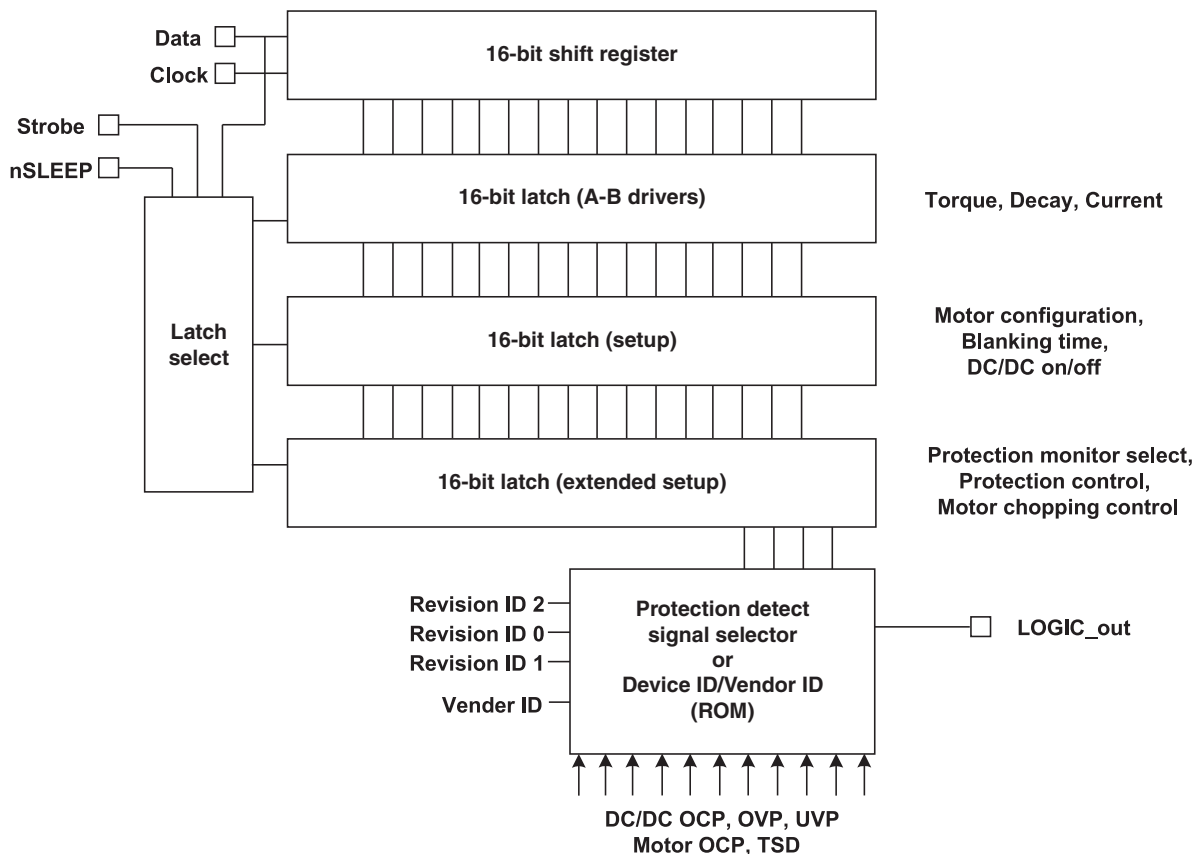 Data
Clock
16-bit shift register
Strobe
nSLEEP
16-bit latch (A-B drivers)
Torque, Decay, Current
Latch
select
16-bit latch (setup)
Motor configuration,
Blanking time,
DC/DC on/off
16-bit latch (extended setup)
Protection monitor select,
Protection control,
Motor chopping control
Revision ID 2
Revision ID 0
Revision ID 1
Vender ID
Protection detect
signal selector
or
Device ID/Vendor ID
(ROM)
LOGIC_out
DC/DC OCP, OVP, UVP
Motor OCP, TSD